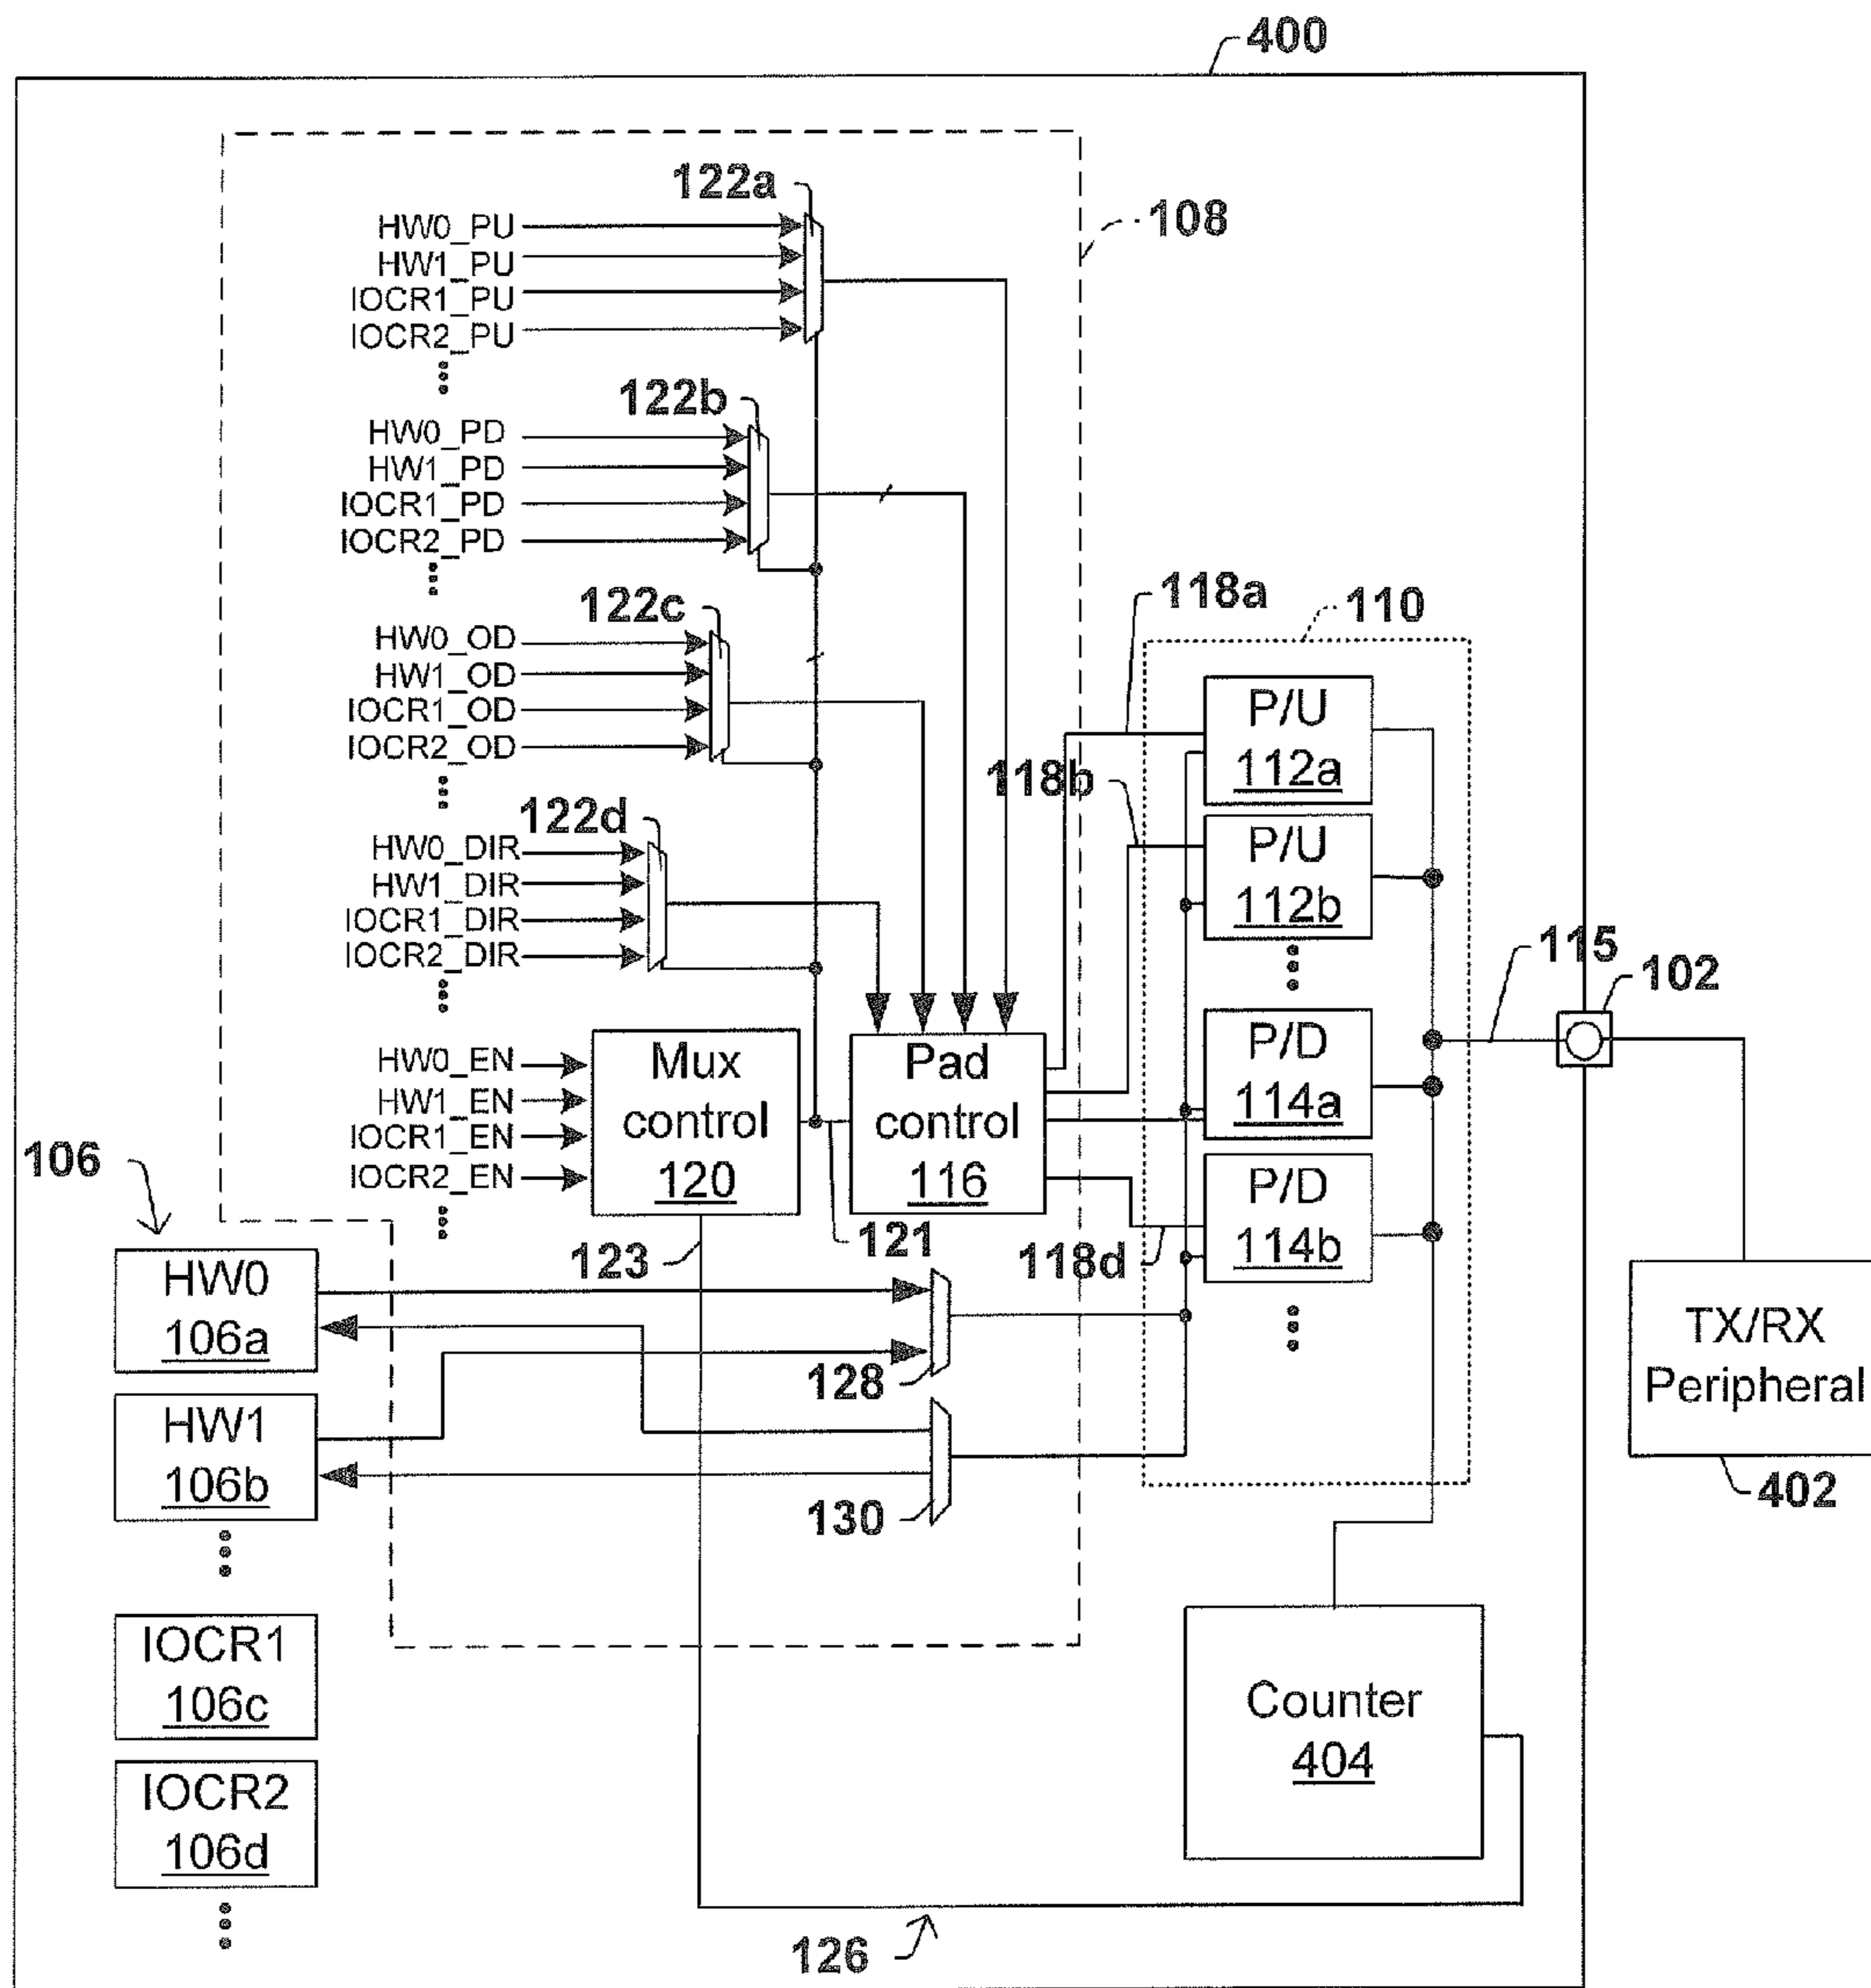 400
122a
108
HW0_PU
HW1_PU
IOCR1_PU
IOCR2_PU
122b
HW0_PD
HW1_PD
IOCR1_PD
IOCR2_PD
122c
118a
110
HW0_OD
HW1_OD
IOCR1_OD
IOCR2_OD
P/U
112a
118b
122d
P/U
112b
HW0_DIR
HW1_DIR
IOCR1_DIR
IOCR2_DIR
115
102
HW0_EN
HW1_EN
IOCR1_EN
IOCR2_EN
Mux
control
120
Pad
control
116
P/D
114a
P/D
114b
106
123
121
118d
HW0
106a
128
TX/RX
Peripheral
402
HW1
106b
130
IOCR1
106c
Counter
404
IOCR2
106d
126